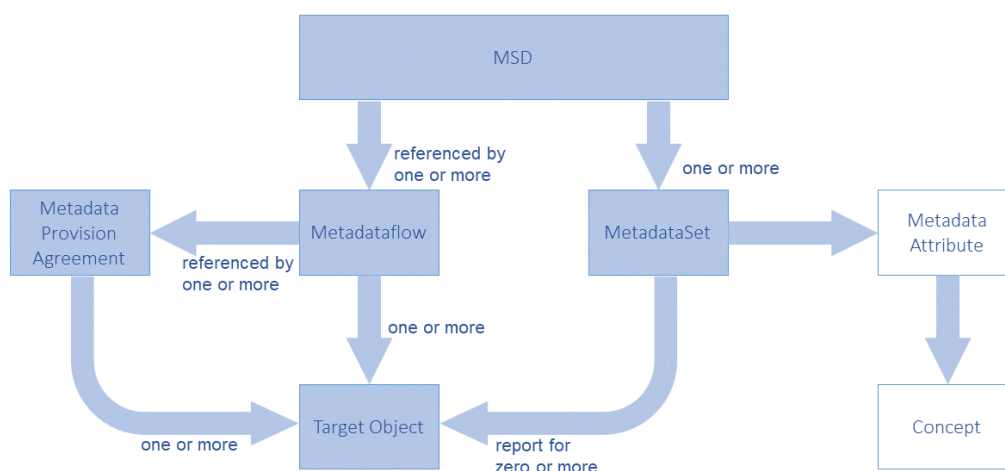 MSD
referenced by
one or more
one or more
Metadata
Provision
Agreement
Metadataflow
MetadataSet
Metadata
Attribute
referenced by
one or more
one or more
one or more
Target Object
report for
zero or more
Concept